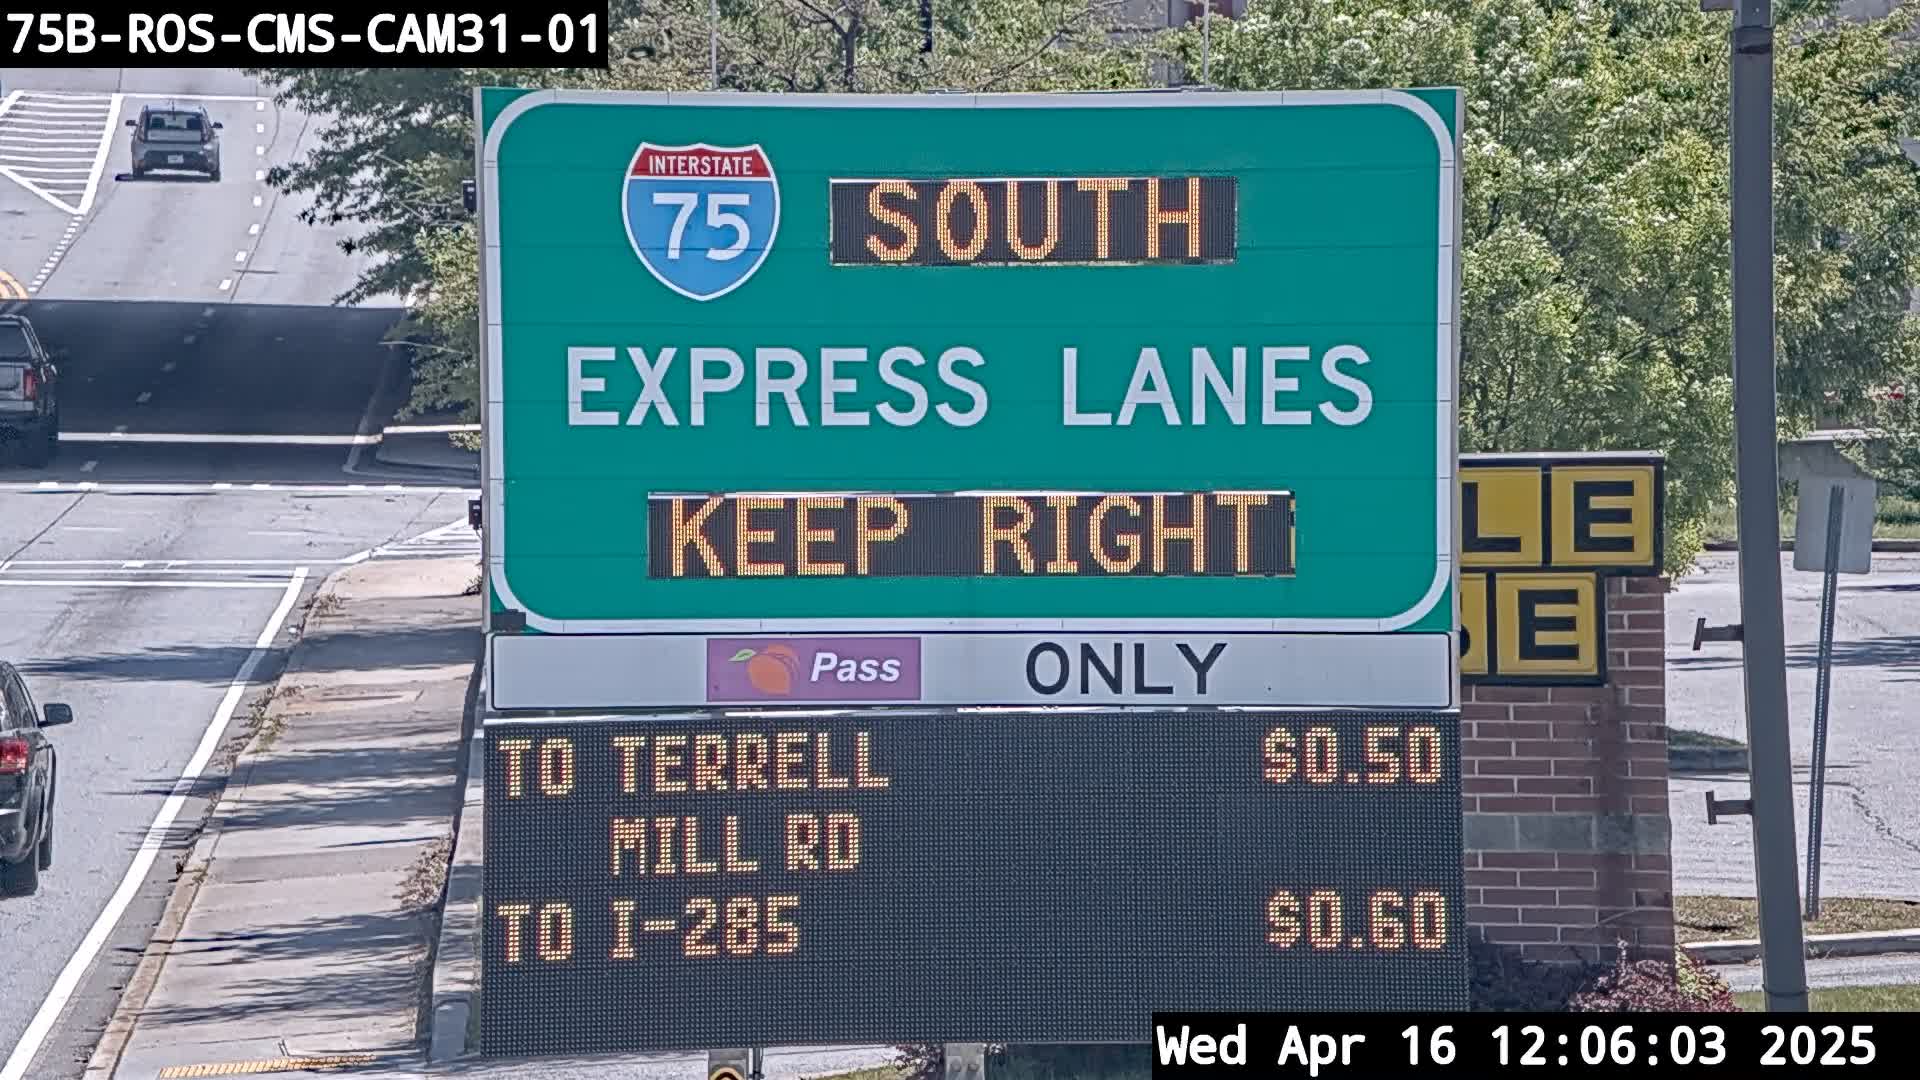 75B-ROS-CMS-CAM31-01
INTERSTATE
75
SOUTH
EXPRESS LANES
KEEP RIGHT
LE
E
Pass ONLY
TO TERRELL $0.50
MILL RD
TO I-285 $0.60
Wed Apr 16 12:06:03 2025